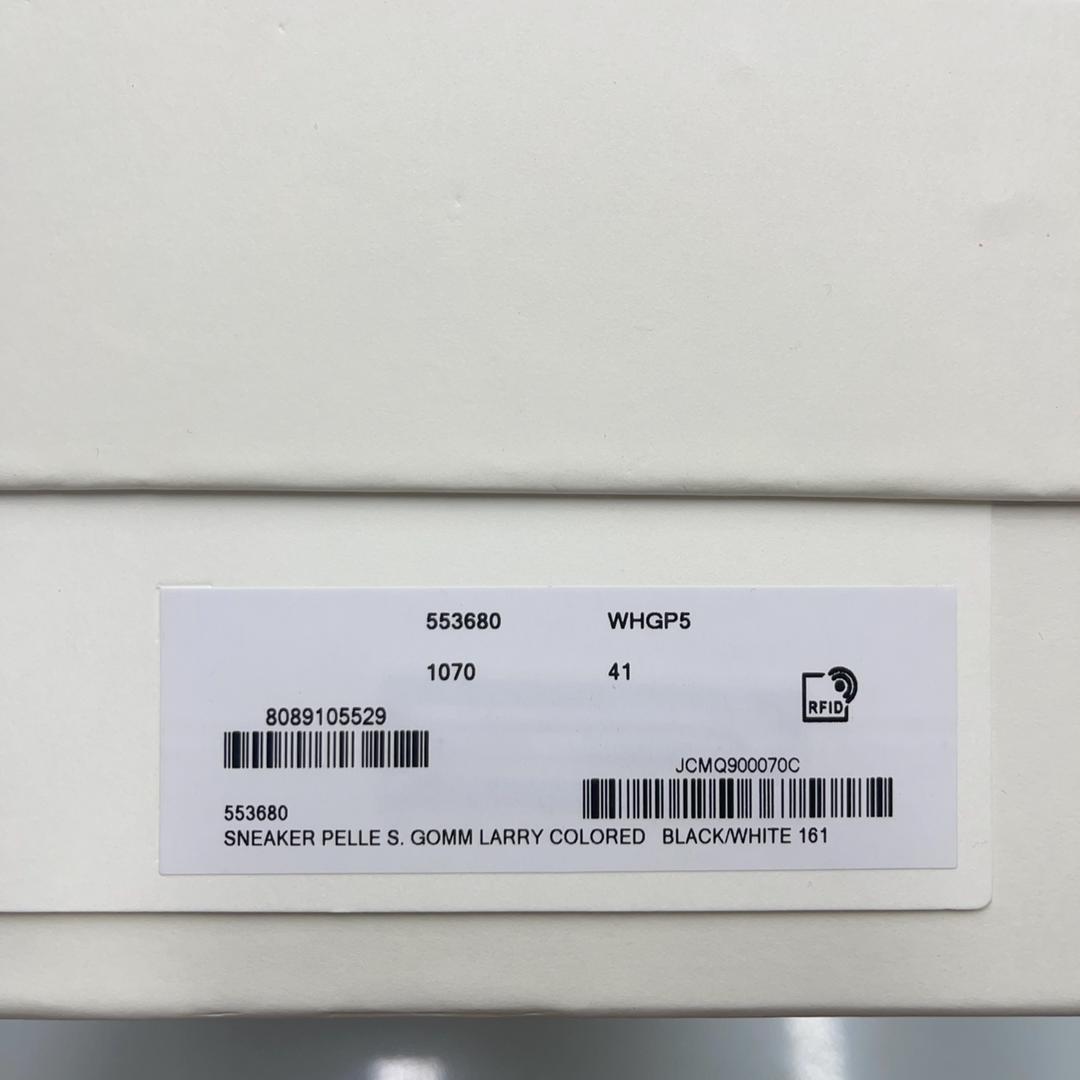 553680 WHGP5
1070 41
RFID
8089105529
JCMQ900070C
553680
SNEAKER PELLE S. GOMM LARRY COLORED BLACK/WHITE 161